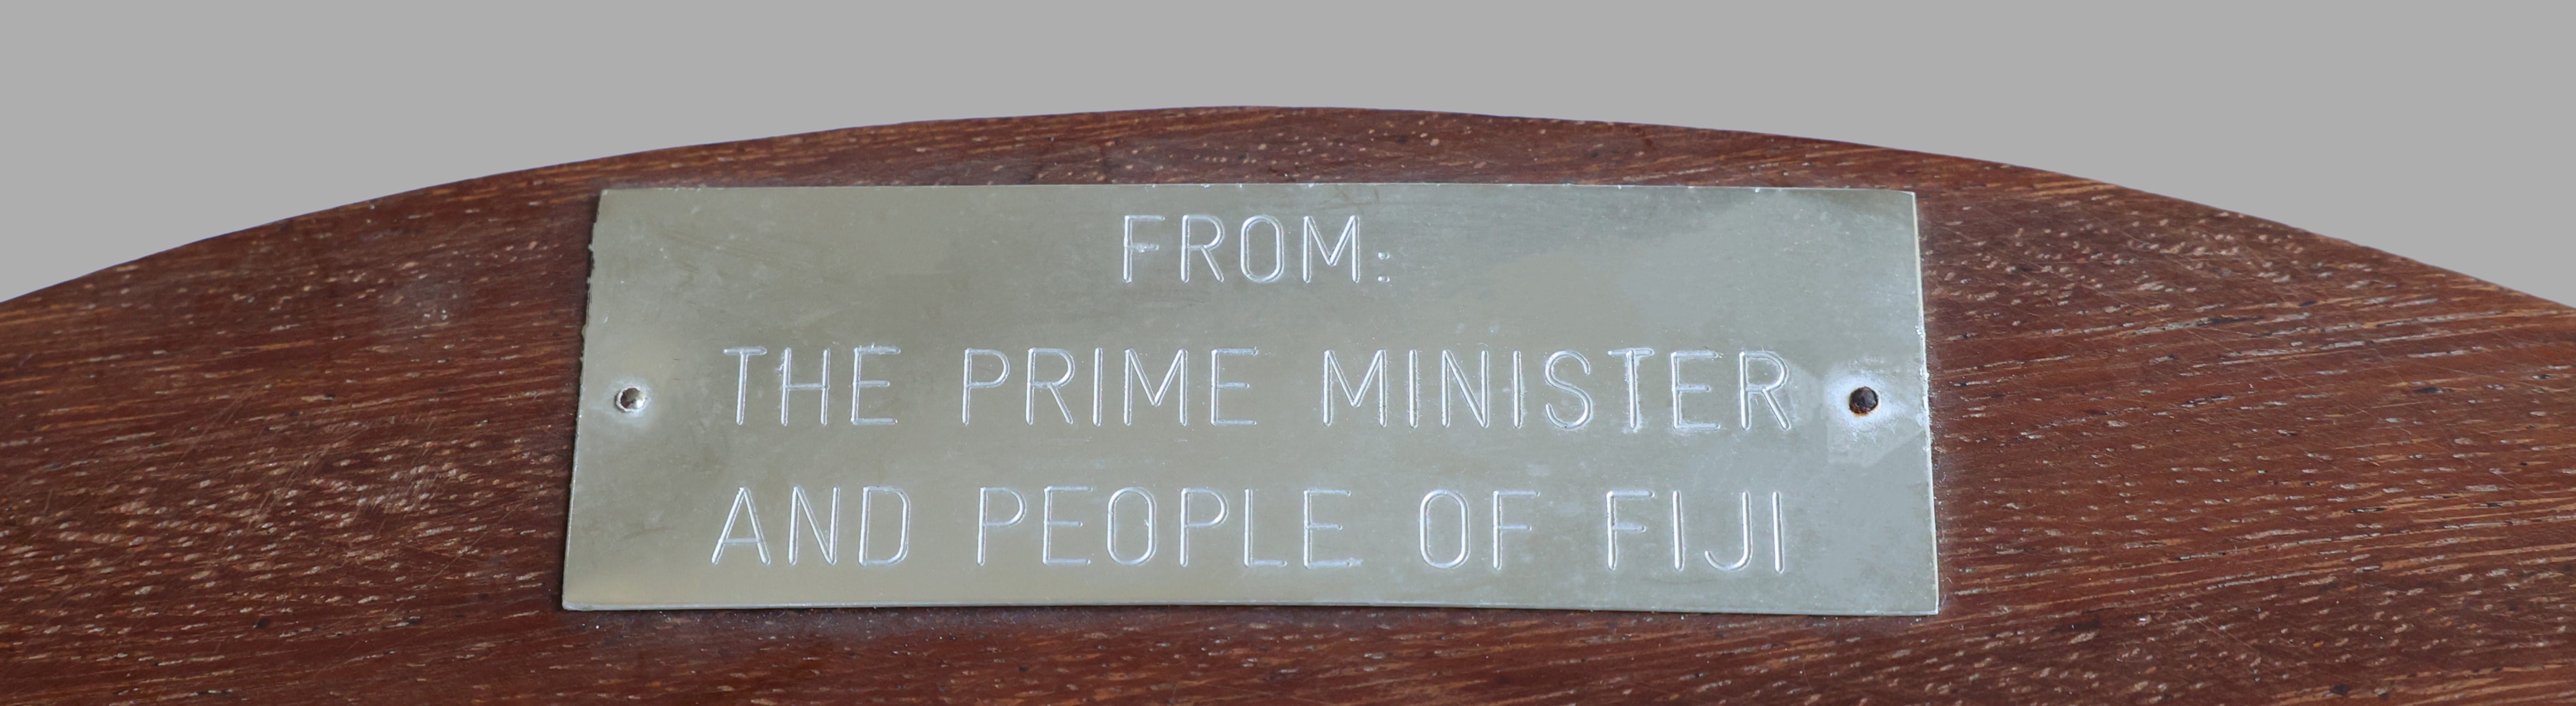 FROM:
THE PRIME MINISTER
AND PEOPLE OF FIJI